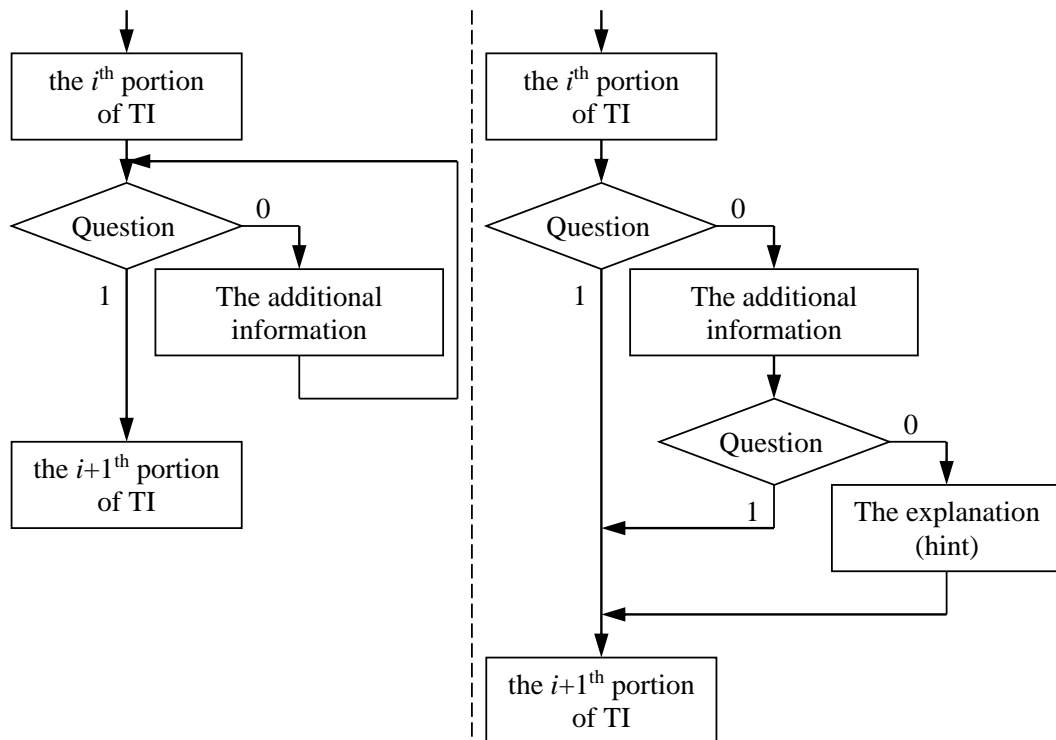 the iᵗʰ portion
of TI
Question
0
1
The additional
information
the i+1ᵗʰ portion
of TI
the iᵗʰ portion
of TI
Question
0
1
The additional
information
Question
0
1
The explanation
(hint)
the i+1ᵗʰ portion
of TI